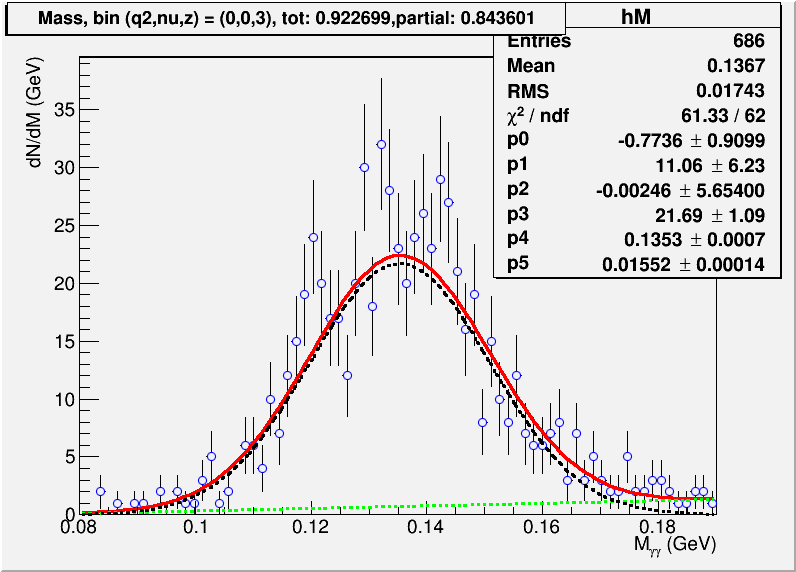 Mass, bin (q2,nu,z) = (0,0,3), tot: 0.922699,partial: 0.843601
hM
Entries 686
Mean 0.1367
RMS 0.01743
χ² / ndf 61.33 / 62
p0 -0.7736 ± 0.9099
p1 11.06 ± 6.23
p2 -0.00246 ± 5.65400
p3 21.69 ± 1.09
p4 0.1353 ± 0.0007
p5 0.01552 ± 0.00014
dN/dM (GeV)
35
30
25
20
15
10
5
0
0.08 0.1 0.12 0.14 0.16 0.18
Mγγ (GeV)